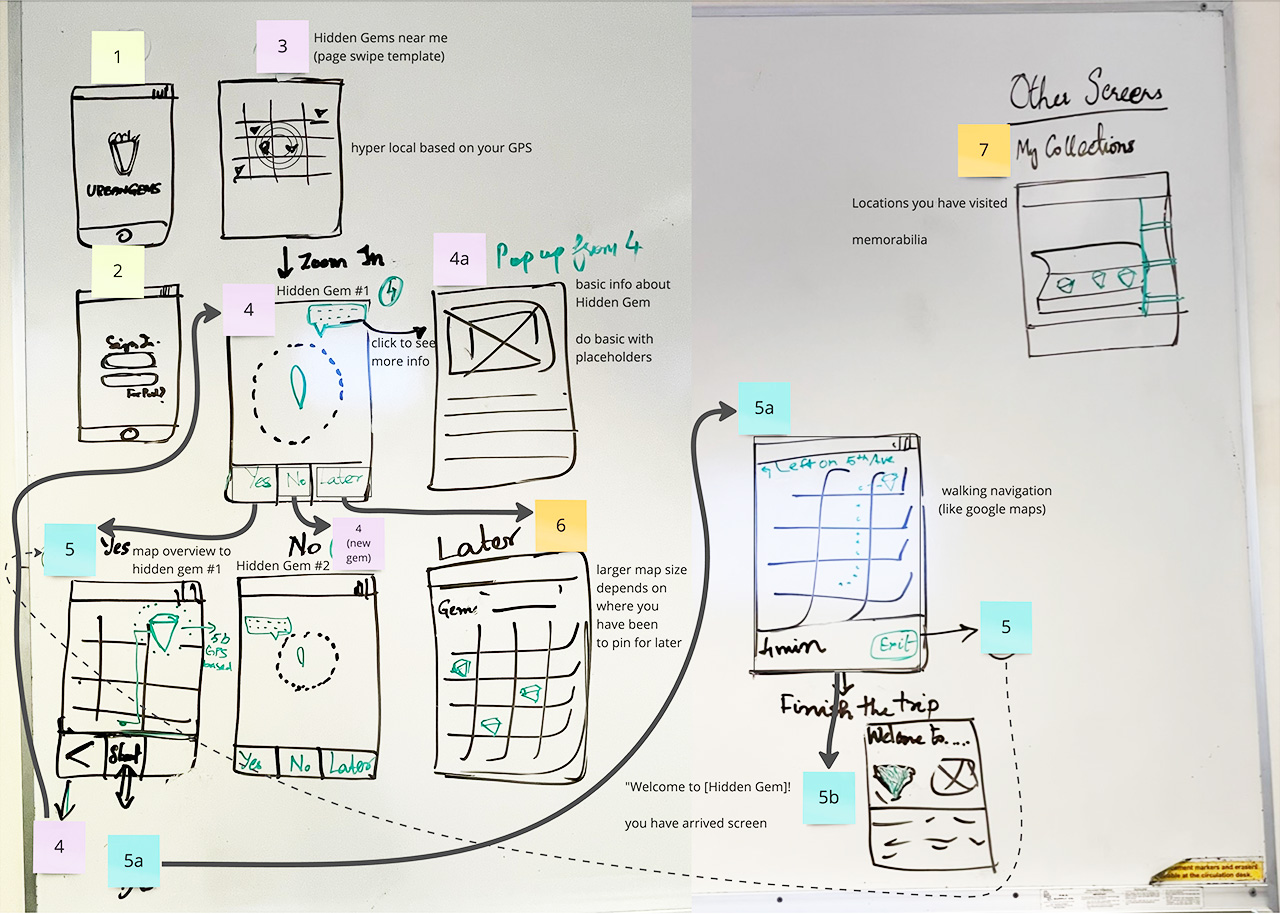 1
URBANGEMS
3
Hidden Gems near me
(page swipe template)
hyper local based on your GPS
2
Sign In
Zoom In
4
Hidden Gem #1
4
click to see
more info
Yes No Later
4a
Pop up from 4
basic info about
Hidden Gem
do basic with
placeholders
5
Yes
map overview to
hidden gem #1
5b
GPS
based
<
Start
4
5a
No
4
(new
gem)
Hidden Gem #2
Yes No Later
Later
6
Gem
larger map size
depends on
where you
have been
to pin for later
Other Screens
7
My Collections
Locations you have visited
memorabilia
5a
Left on 5th Ave
walking navigation
(like google maps)
4min
Exit
5
Finish the trip
5b
"Welcome to [Hidden Gem]!
you have arrived screen
Welcome to.....